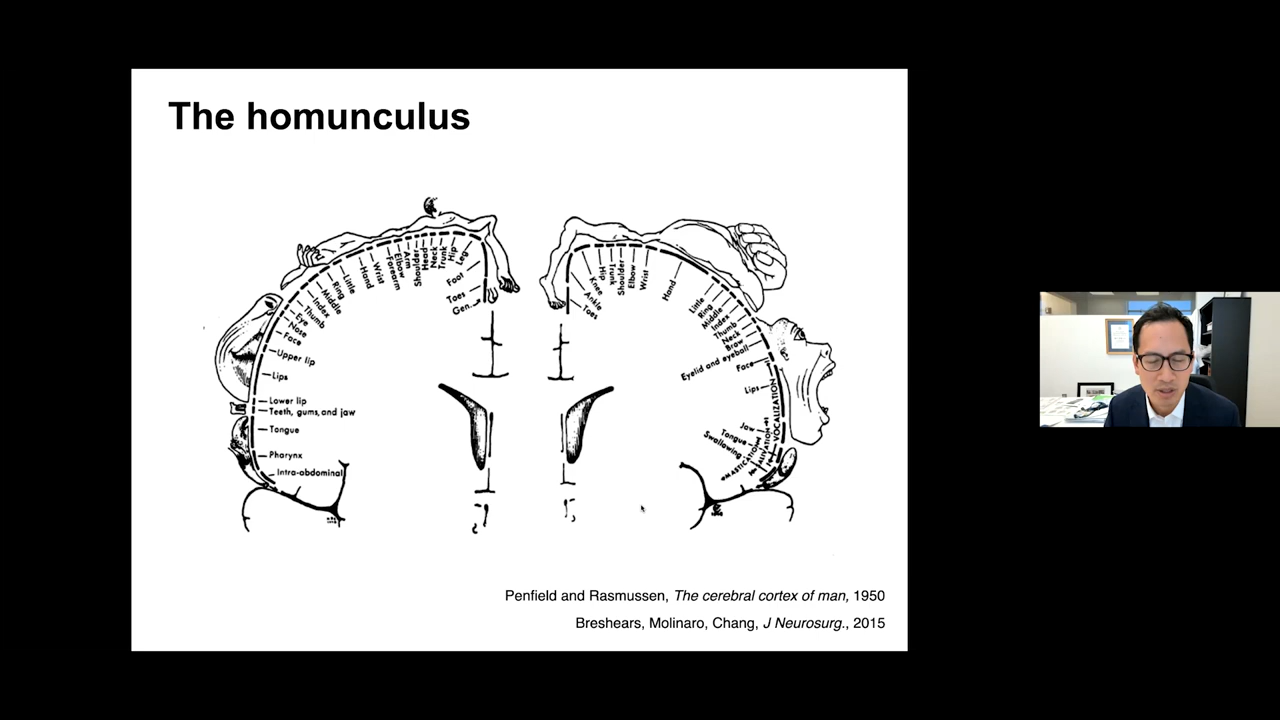 The homunculus
Gen.
Toes
Foot
Leg
Hip
Trunk
Neck
Head
Shoulder
Arm
Elbow
Forearm
Wrist
Hand
Little
Ring
Middle
Index
Thumb
Eye
Nose
Face
Upper lip
Lips
Lower lip
Teeth, gums, and jaw
Tongue
Pharynx
Intra-abdominal
Toes
Ankle
Knee
Hip
Trunk
Shoulder
Elbow
Wrist
Hand
Little
Ring
Middle
Index
Thumb
Neck
Brow
Eyelid and eyeball
Face
Lips
Jaw
Tongue
Swallowing
MASTICATION
SALIVATION
VOCALIZATION
Penfield and Rasmussen, The cerebral cortex of man, 1950
Breshears, Molinaro, Chang, J Neurosurg., 2015